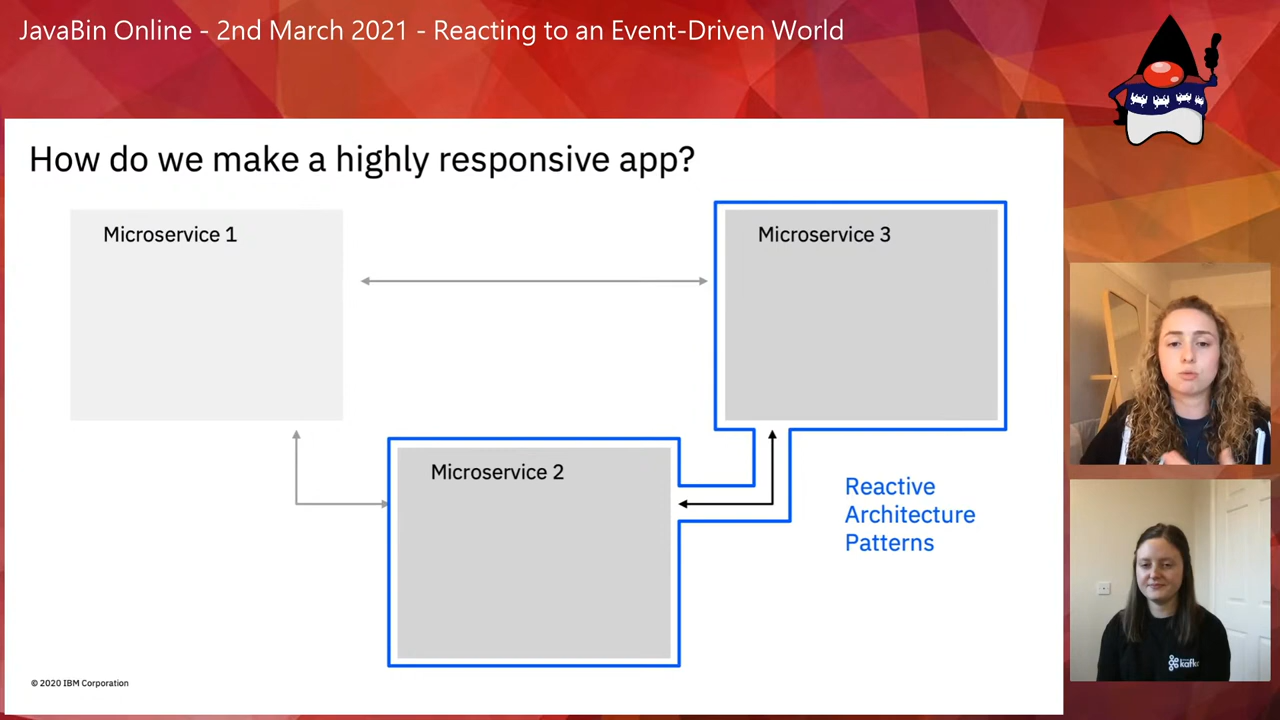 JavaBin Online - 2nd March 2021 - Reacting to an Event-Driven World
How do we make a highly responsive app?
Microservice 1
Microservice 3
Microservice 2
Reactive
Architecture
Patterns
© 2020 IBM Corporation